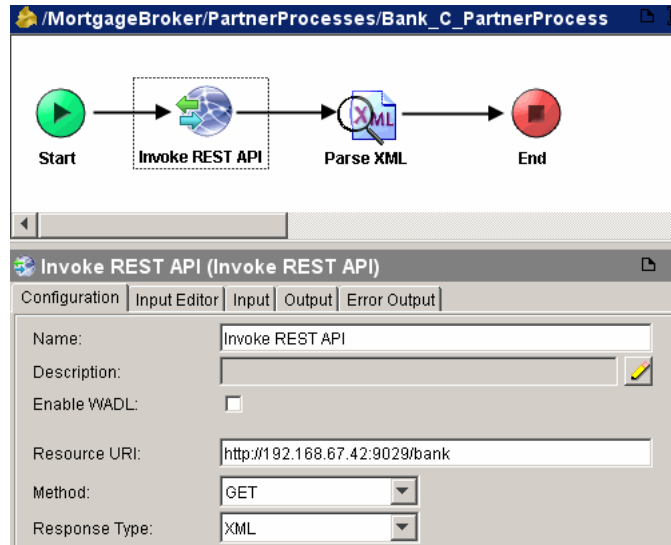 /MortgageBroker/PartnerProcesses/Bank_C_PartnerProcess
XML
Start Invoke REST API Parse XML End
Invoke REST API (Invoke REST API)
Configuration Input Editor Input Output Error Output
Name: Invoke REST API
Description:
Enable WADL:
Resource URI: http://192.168.67.42:9029/bank
Method: GET
Response Type: XML